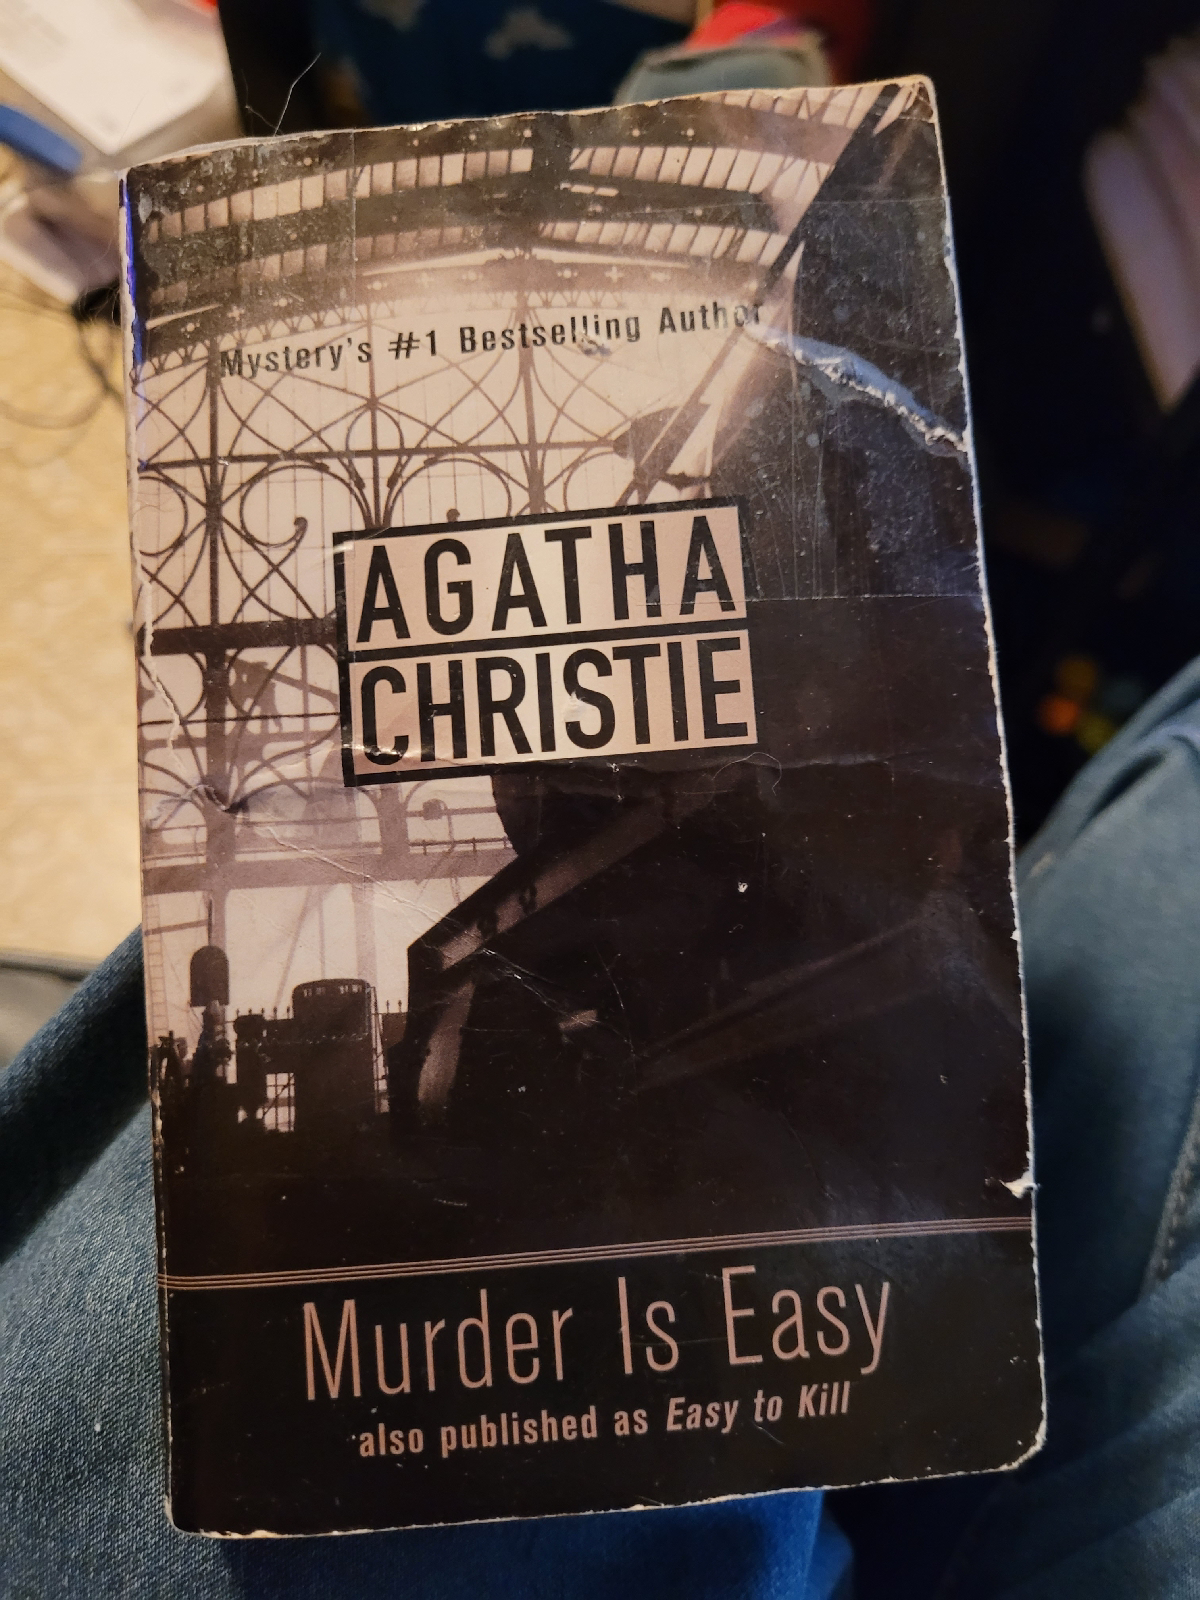 Mystery's #1 Bestselling Author
AGATHA
CHRISTIE
Murder Is Easy
also published as Easy to Kill